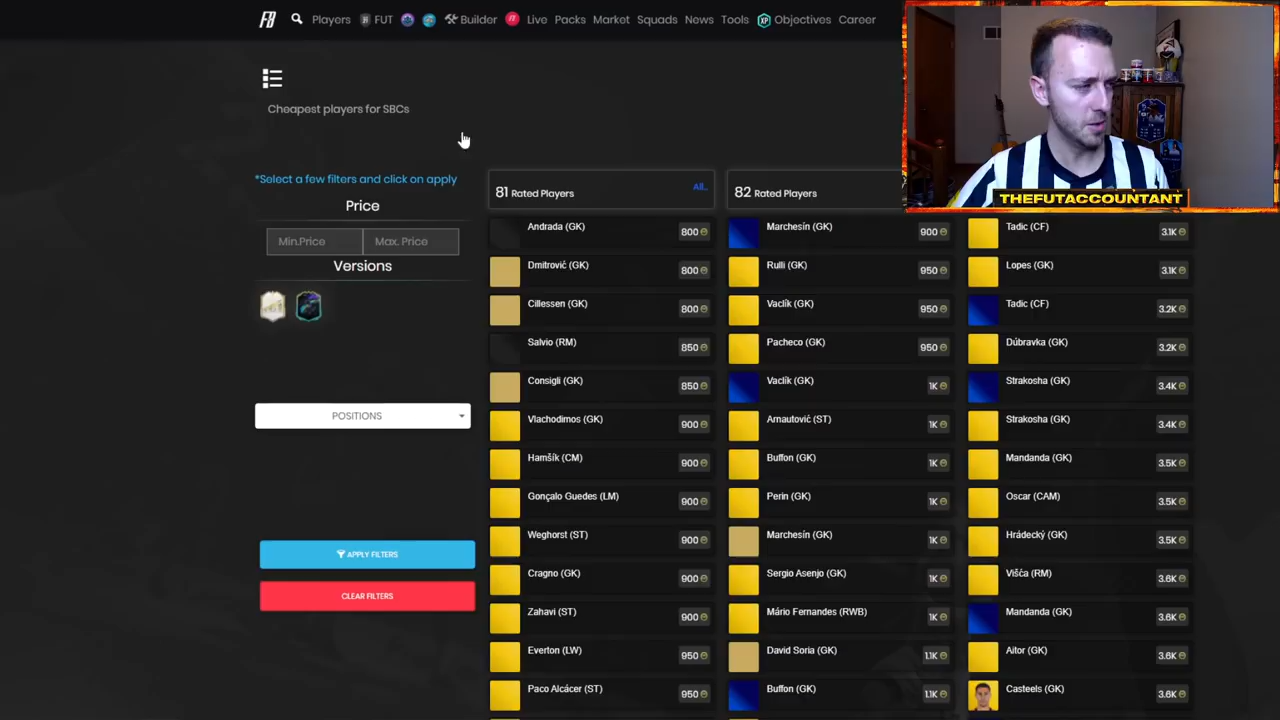 Players FUT Builder Live Packs Market Squads News Tools XP Objectives Career
Cheapest players for SBCs
*Select a few filters and click on apply
Price
Min.Price Max. Price
Versions
POSITIONS
APPLY FILTERS
CLEAR FILTERS
81 Rated Players All..
Andrada (GK) 800
Dmitrović (GK) 800
Cillessen (GK) 800
Salvio (RM) 850
Consigli (GK) 850
Vlachodimos (GK) 900
Hamšík (CM) 900
Gonçalo Guedes (LM) 900
Weghorst (ST) 900
Cragno (GK) 900
Zahavi (ST) 900
Everton (LW) 950
Paco Alcácer (ST) 950
82 Rated Players
Marchesín (GK) 900
Rulli (GK) 950
Vaclík (GK) 950
Pacheco (GK) 950
Vaclík (GK) 1K
Arnautović (ST) 1K
Buffon (GK) 1K
Perin (GK) 1K
Marchesín (GK) 1K
Sergio Asenjo (GK) 1K
Mário Fernandes (RWB) 1K
David Soria (GK) 1.1K
Buffon (GK) 1.1K
Tadic (CF) 3.1K
Lopes (GK) 3.1K
Tadic (CF) 3.2K
Dúbravka (GK) 3.2K
Strakosha (GK) 3.4K
Strakosha (GK) 3.4K
Mandanda (GK) 3.5K
Oscar (CAM) 3.5K
Hrádecký (GK) 3.5K
Višća (RM) 3.6K
Mandanda (GK) 3.6K
Aitor (GK) 3.6K
Casteels (GK) 3.6K
THEFUTACCOUNTANT